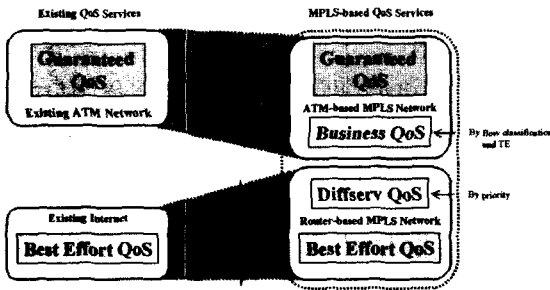 Existing QoS Services
MPLS-based QoS Services
Guaranteed
QoS
Existing ATM Network
Guaranteed
QoS
ATM-based MPLS Network
Business QoS
By flow classification
and TE
Diffserv QoS
By priority
Existing Internet
Router-based MPLS Network
Best Effort QoS
Best Effort QoS